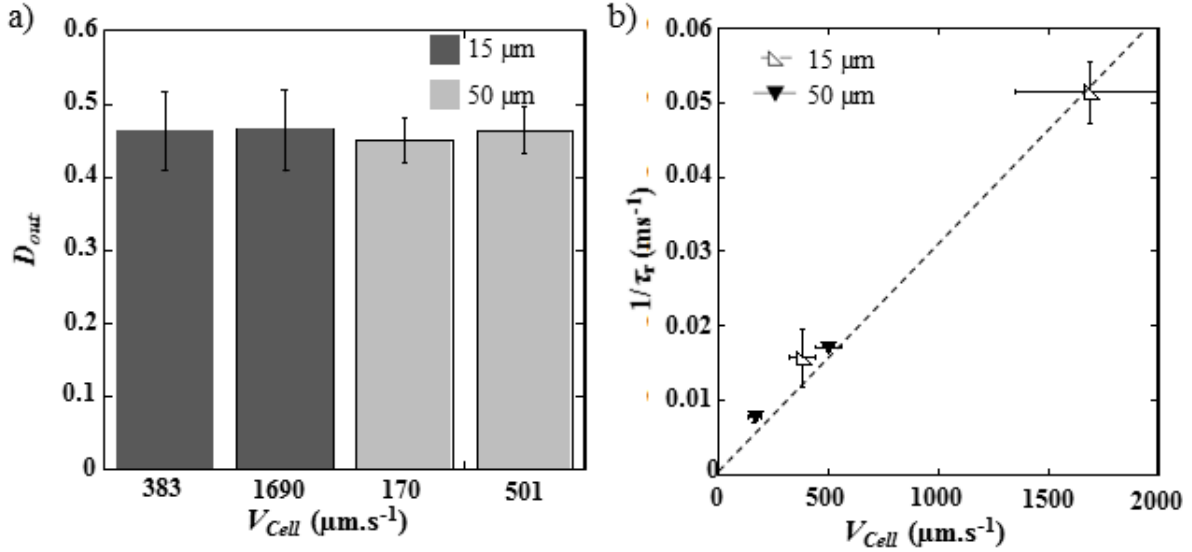 a)
0.6
0.5
0.4
0.3
0.2
0.1
0
D_out
15 µm
50 µm
383 1690 170 501
V_Cell (µm.s⁻¹)
b)
0.06
0.05
0.04
0.03
0.02
0.01
0
1/τ_r (ms⁻¹)
15 µm
50 µm
0 500 1000 1500 2000
V_Cell (µm.s⁻¹)